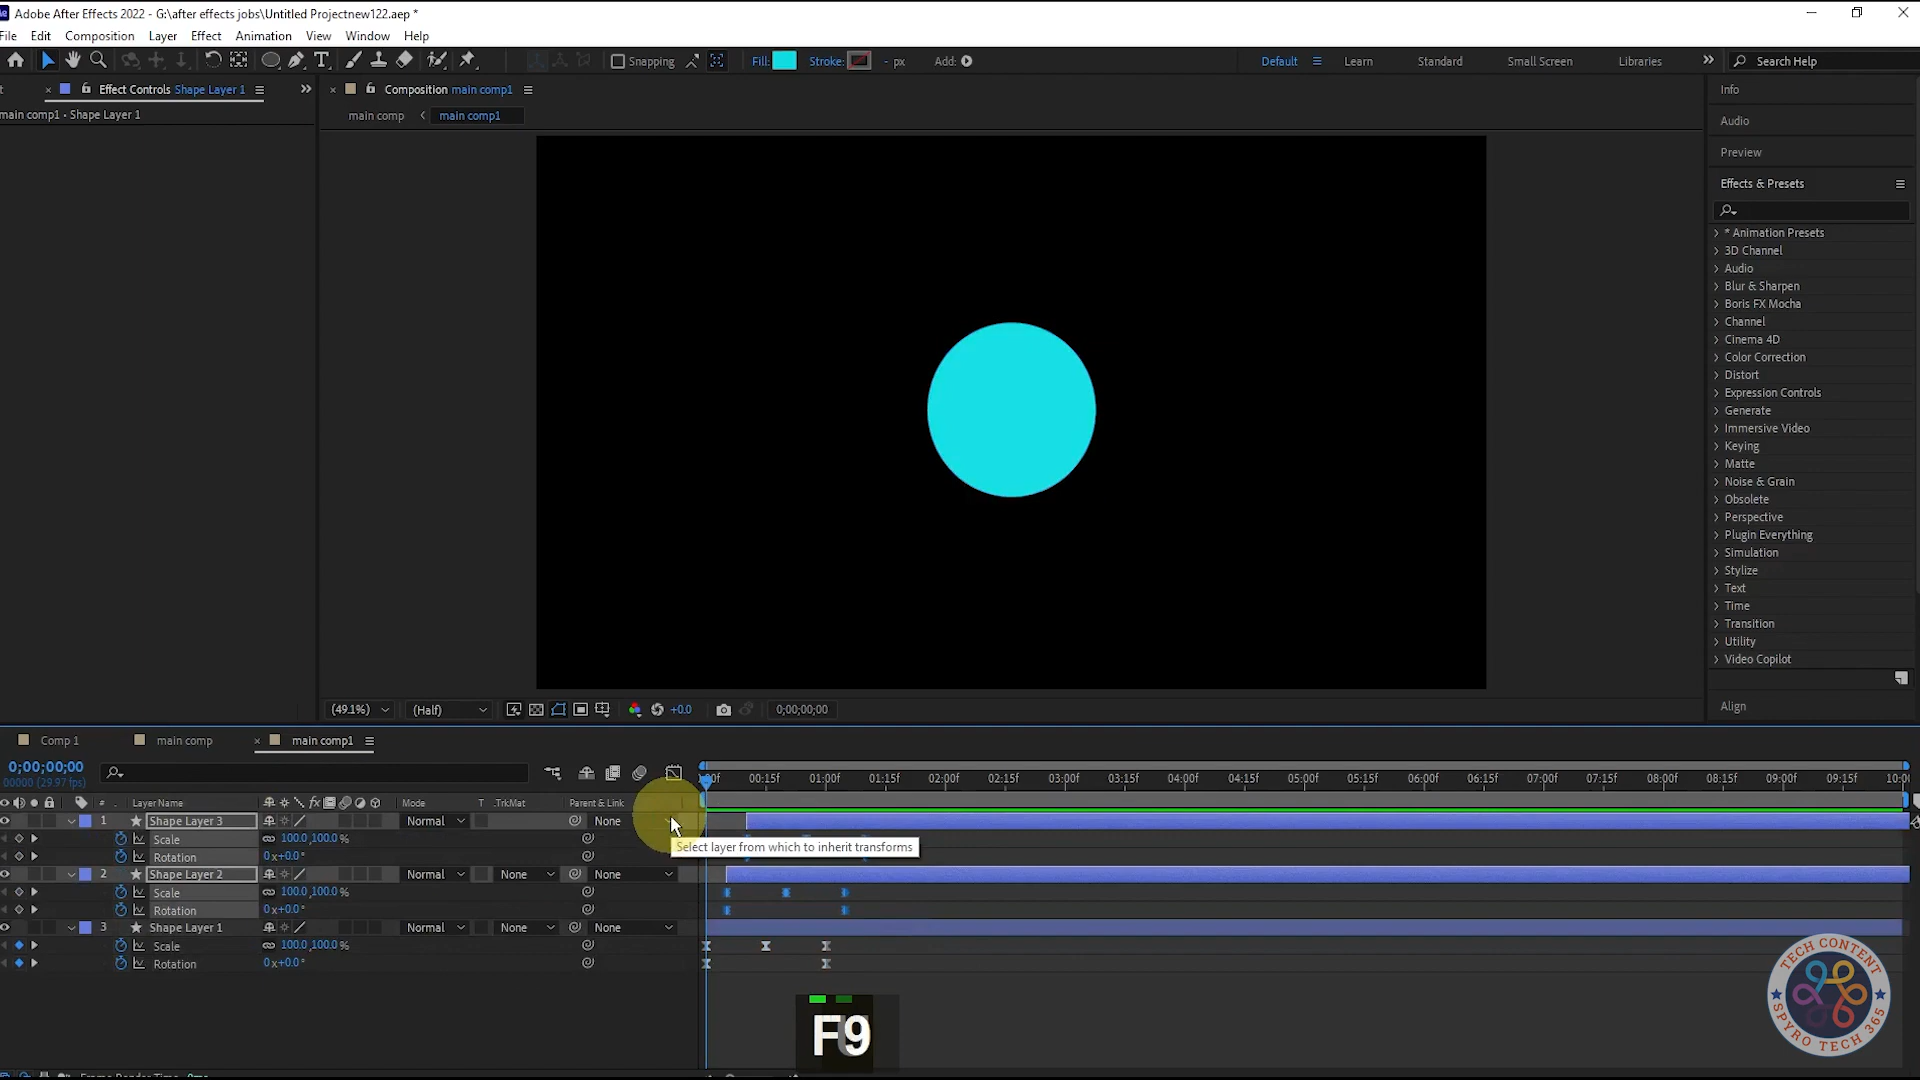 Adobe After Effects 2022 - G:\after effects jobs\Untitled Projectnew122.aep *
File Edit Composition Layer Effect Animation View Window Help
Snapping Fill: Stroke: - px Add: Default Learn Standard Small Screen Libraries Search Help
Effect Controls Shape Layer 1
main comp1 • Shape Layer 1
Composition main comp1
main comp main comp1
Info
Audio
Preview
Effects & Presets
* Animation Presets
3D Channel
Audio
Blur & Sharpen
Boris FX Mocha
Channel
Cinema 4D
Color Correction
Distort
Expression Controls
Generate
Immersive Video
Keying
Matte
Noise & Grain
Obsolete
Perspective
Plugin Everything
Simulation
Stylize
Text
Time
Transition
Utility
Video Copilot
Align
(49.1%) (Half) +0.0 0;00;00;00
Comp 1 main comp main comp1
0;00;00;00
00000 (29.97 fps)
:00f 00:15f 01:00f 01:15f 02:00f 02:15f 03:00f 03:15f 04:00f 04:15f 05:00f 05:15f 06:00f 06:15f 07:00f 07:15f 08:00f 08:15f 09:00f 09:15f 10:00
# Layer Name Mode T .TrkMat Parent & Link
1 Shape Layer 3 Normal None
Scale 100.0,100.0 %
Rotation 0x+0.0°
Select layer from which to inherit transforms
2 Shape Layer 2 Normal None None
Scale 100.0,100.0 %
Rotation 0x+0.0°
3 Shape Layer 1 Normal None None
Scale 100.0,100.0 %
Rotation 0x+0.0°
F9
TECH CONTENT
SPYRO TECH 365
Frame Render Time 0ms